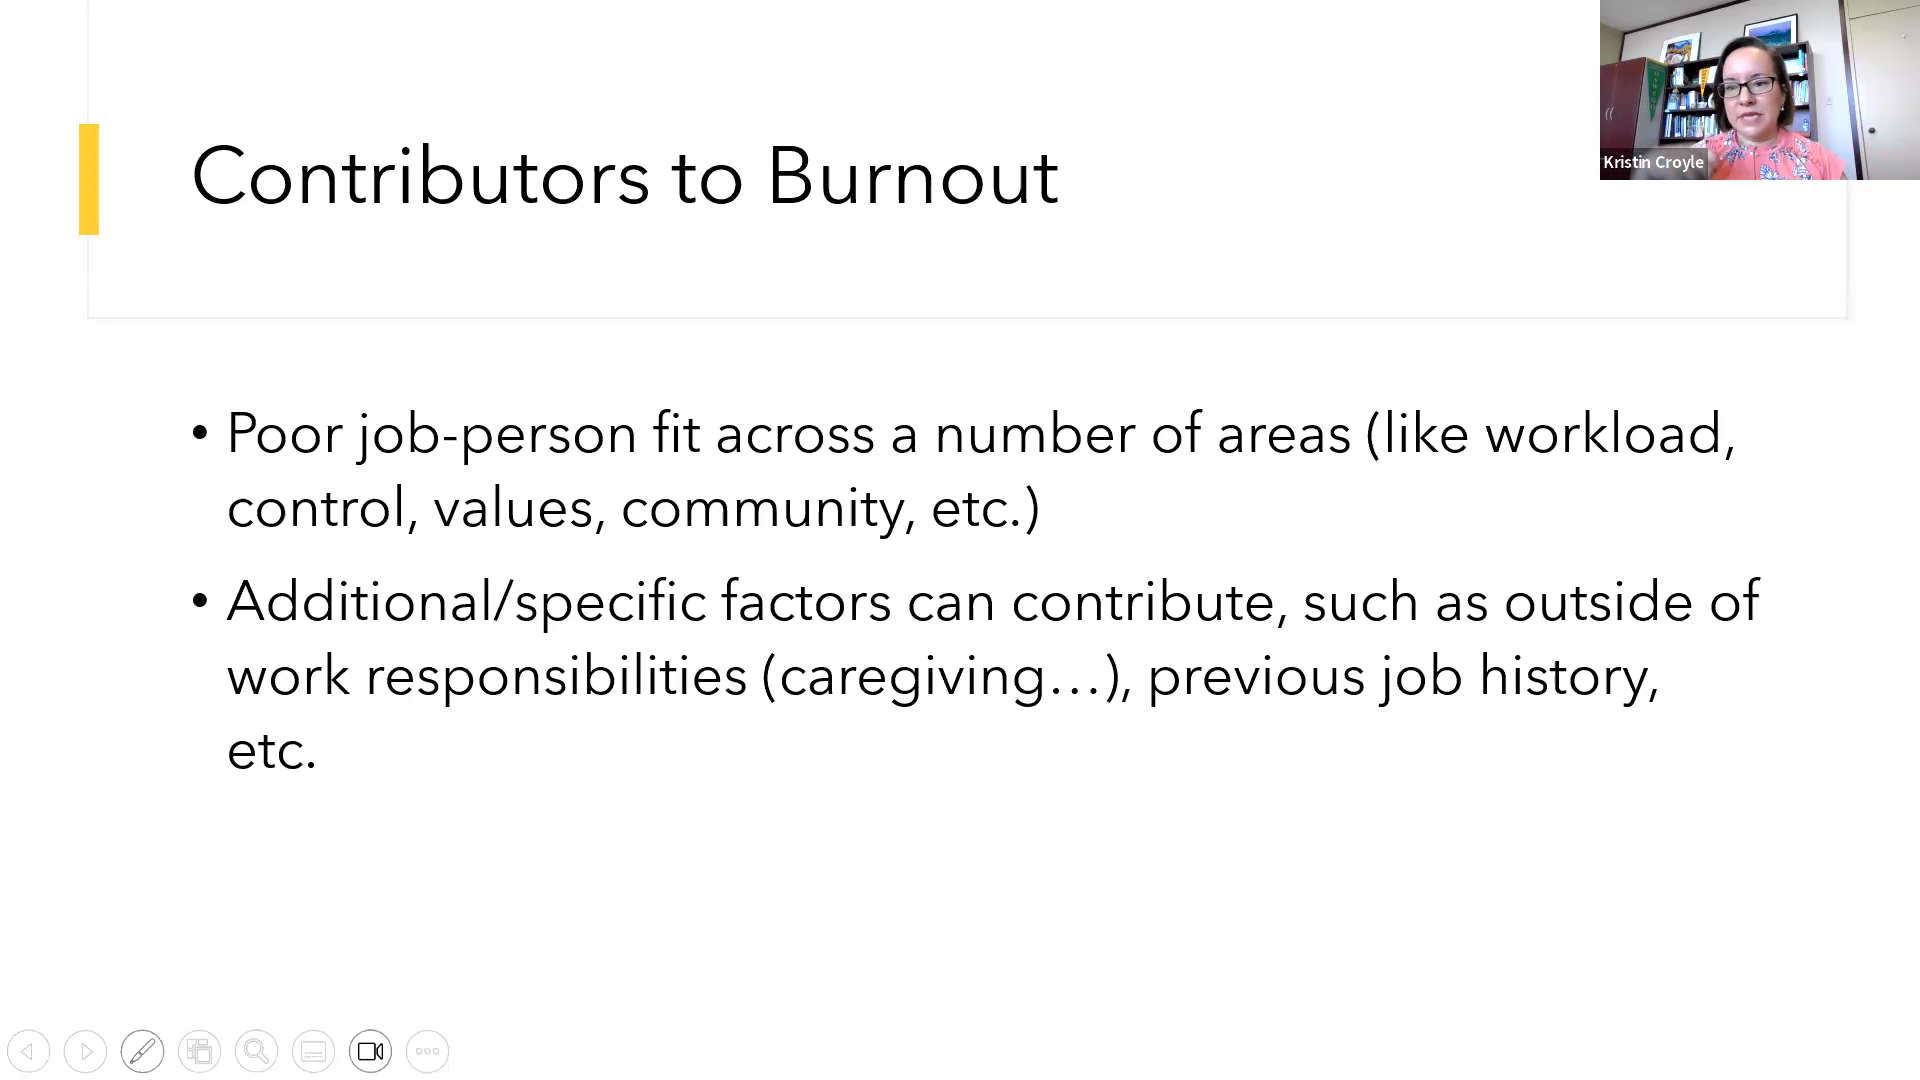 Contributors to Burnout
Kristin Croyle
• Poor job-person fit across a number of areas (like workload,
control, values, community, etc.)
• Additional/specific factors can contribute, such as outside of
work responsibilities (caregiving…), previous job history,
etc.
OSWEGO